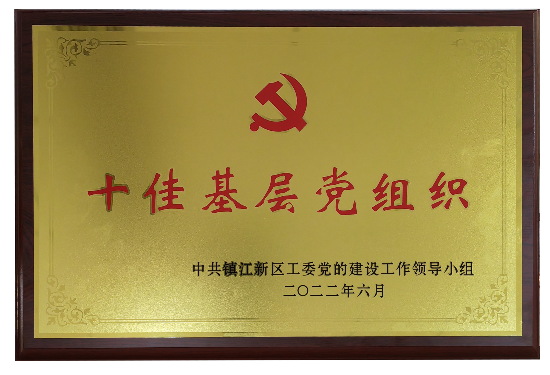 十佳基层党组织
中共镇江新区工委党的建设工作领导小组
二〇二二年六月